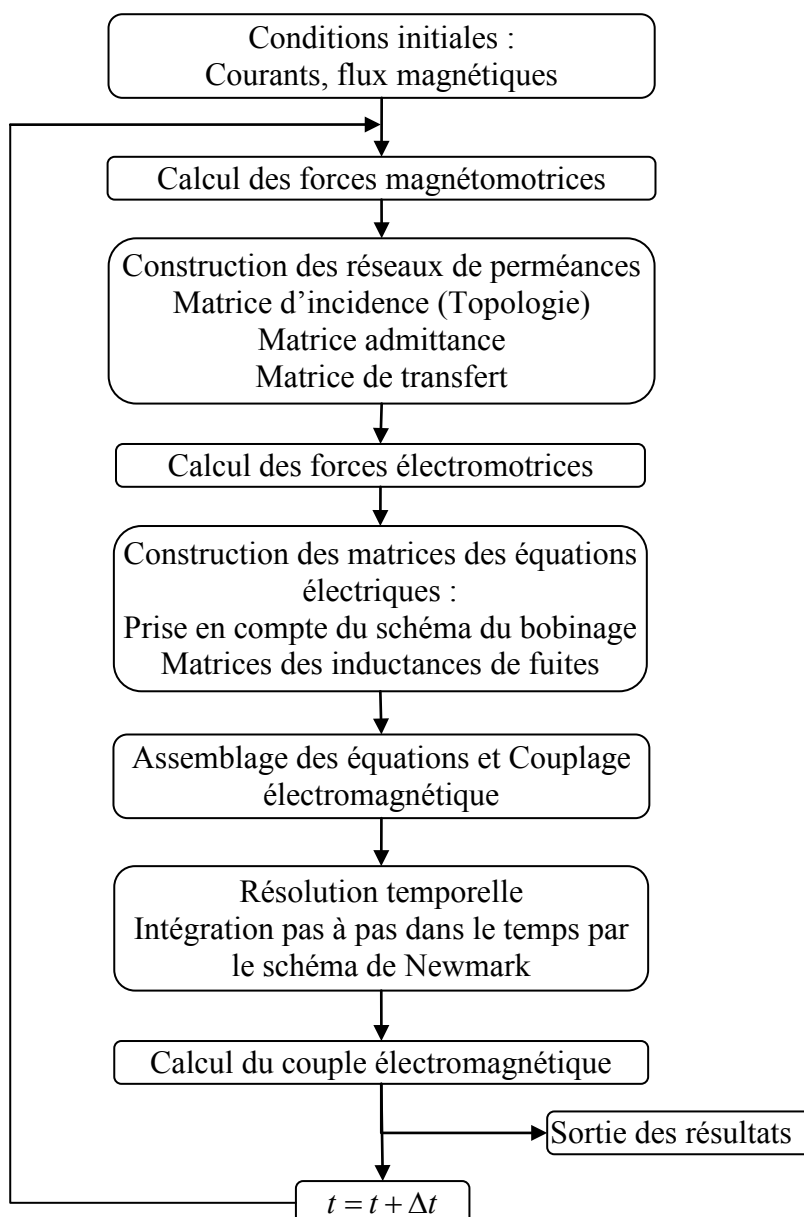 Conditions initiales :
Courants, flux magnétiques
Calcul des forces magnétomotrices
Construction des réseaux de perméances
Matrice d’incidence (Topologie)
Matrice admittance
Matrice de transfert
Calcul des forces électromotrices
Construction des matrices des équations
électriques :
Prise en compte du schéma du bobinage
Matrices des inductances de fuites
Assemblage des équations et Couplage
électromagnétique
Résolution temporelle
Intégration pas à pas dans le temps par
le schéma de Newmark
Calcul du couple électromagnétique
Sortie des résultats
t = t + Δt